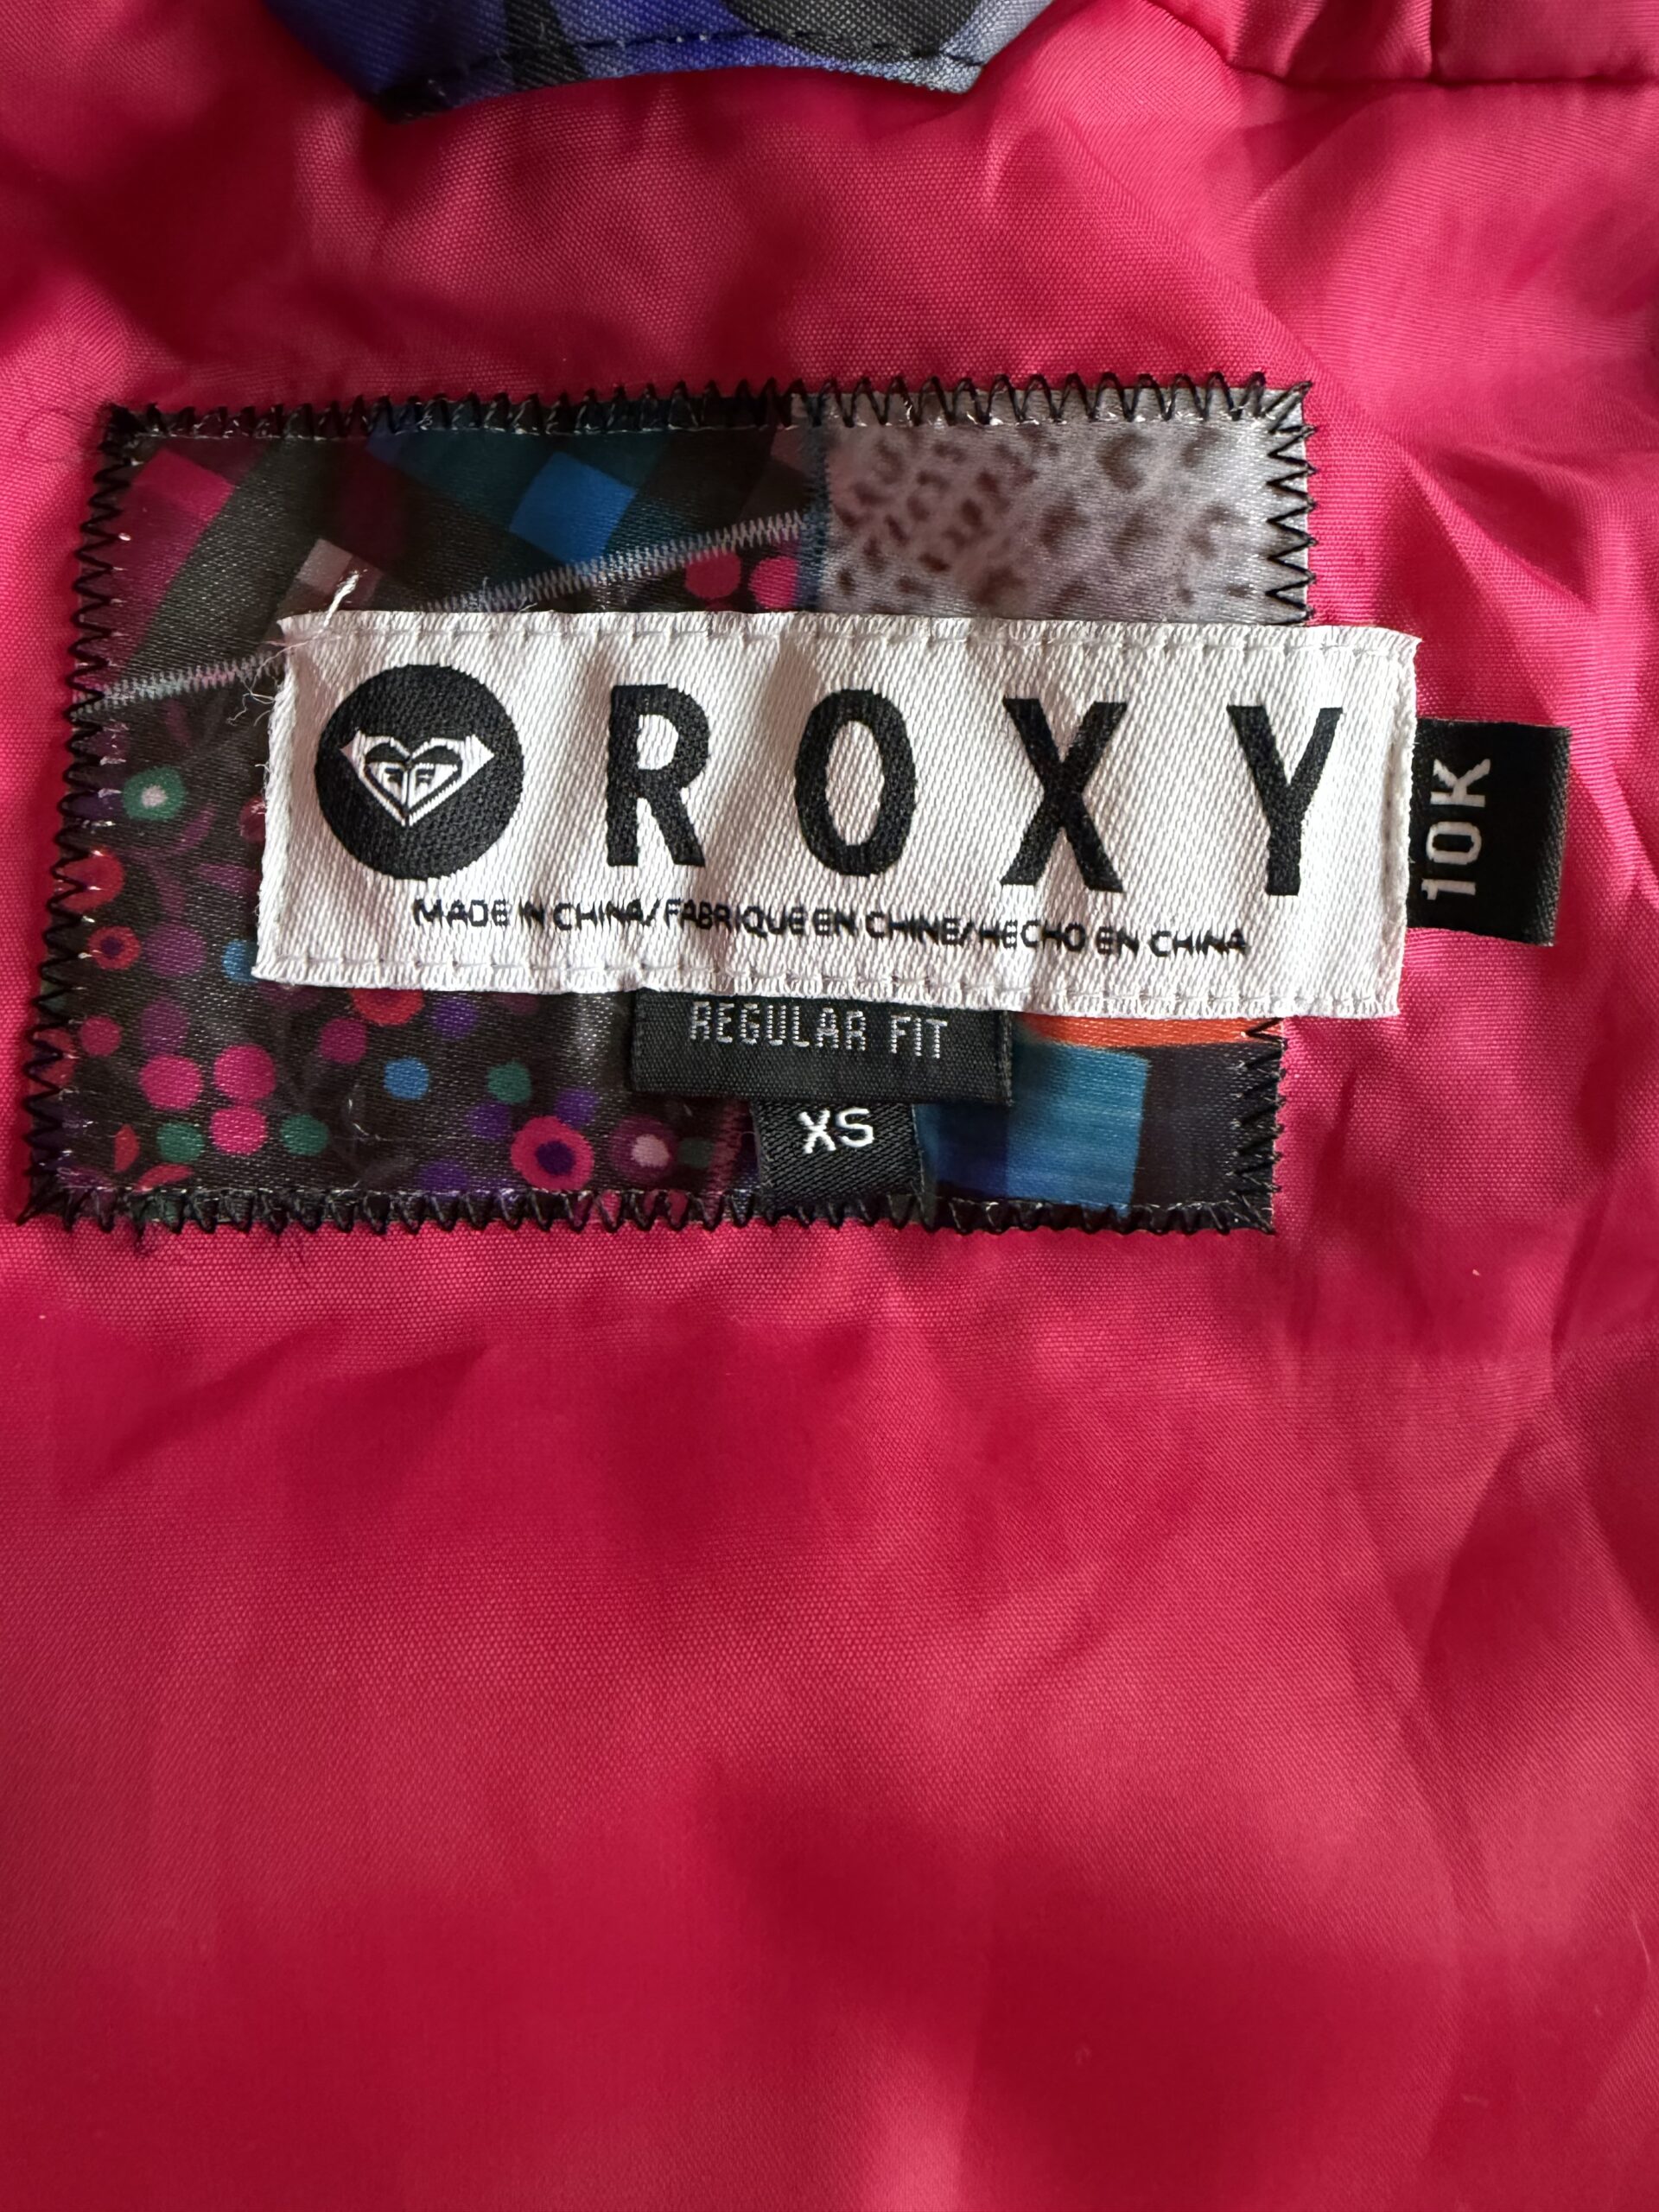 ROXY
MADE IN CHINA/FABRIQUE EN CHINE/HECHO EN CHINA
10K
REGULAR FIT
XS